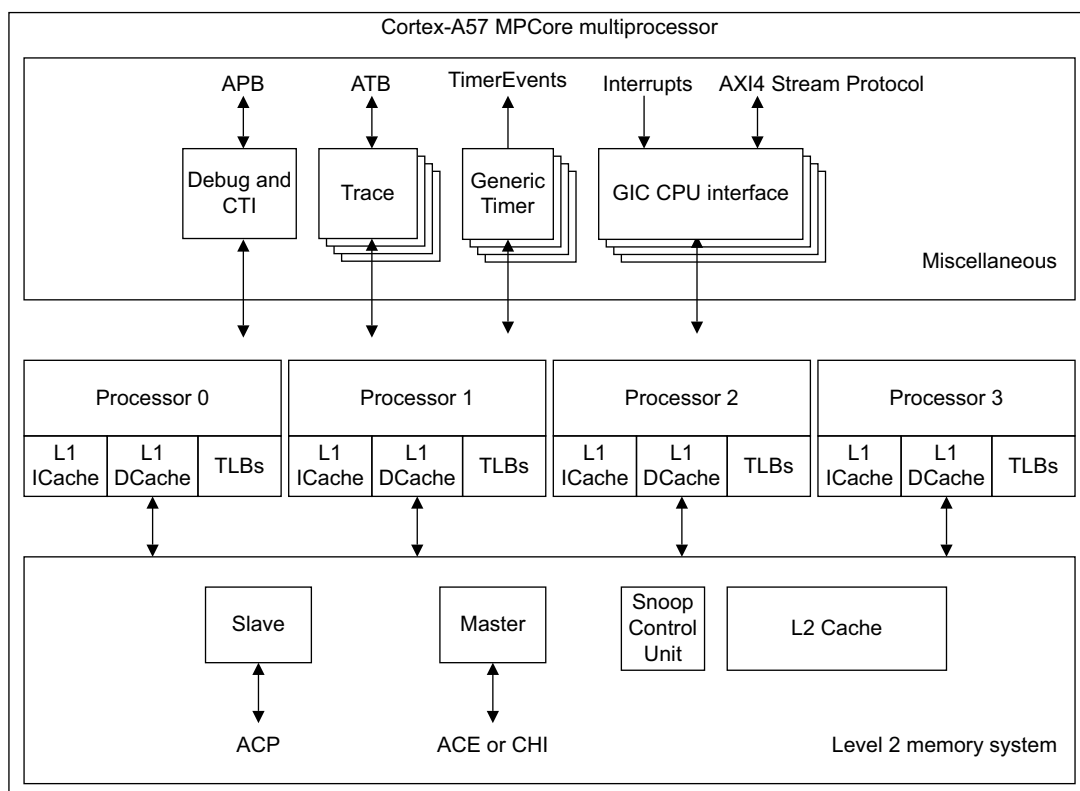 Cortex-A57 MPCore multiprocessor
APB
ATB
TimerEvents
Interrupts
AXI4 Stream Protocol
Debug and
CTI
Trace
Generic
Timer
GIC CPU interface
Miscellaneous
Processor 0
Processor 1
Processor 2
Processor 3
L1
ICache
L1
DCache
TLBs
L1
ICache
L1
DCache
TLBs
L1
ICache
L1
DCache
TLBs
L1
ICache
L1
DCache
TLBs
Slave
Master
Snoop
Control
Unit
L2 Cache
ACP
ACE or CHI
Level 2 memory system